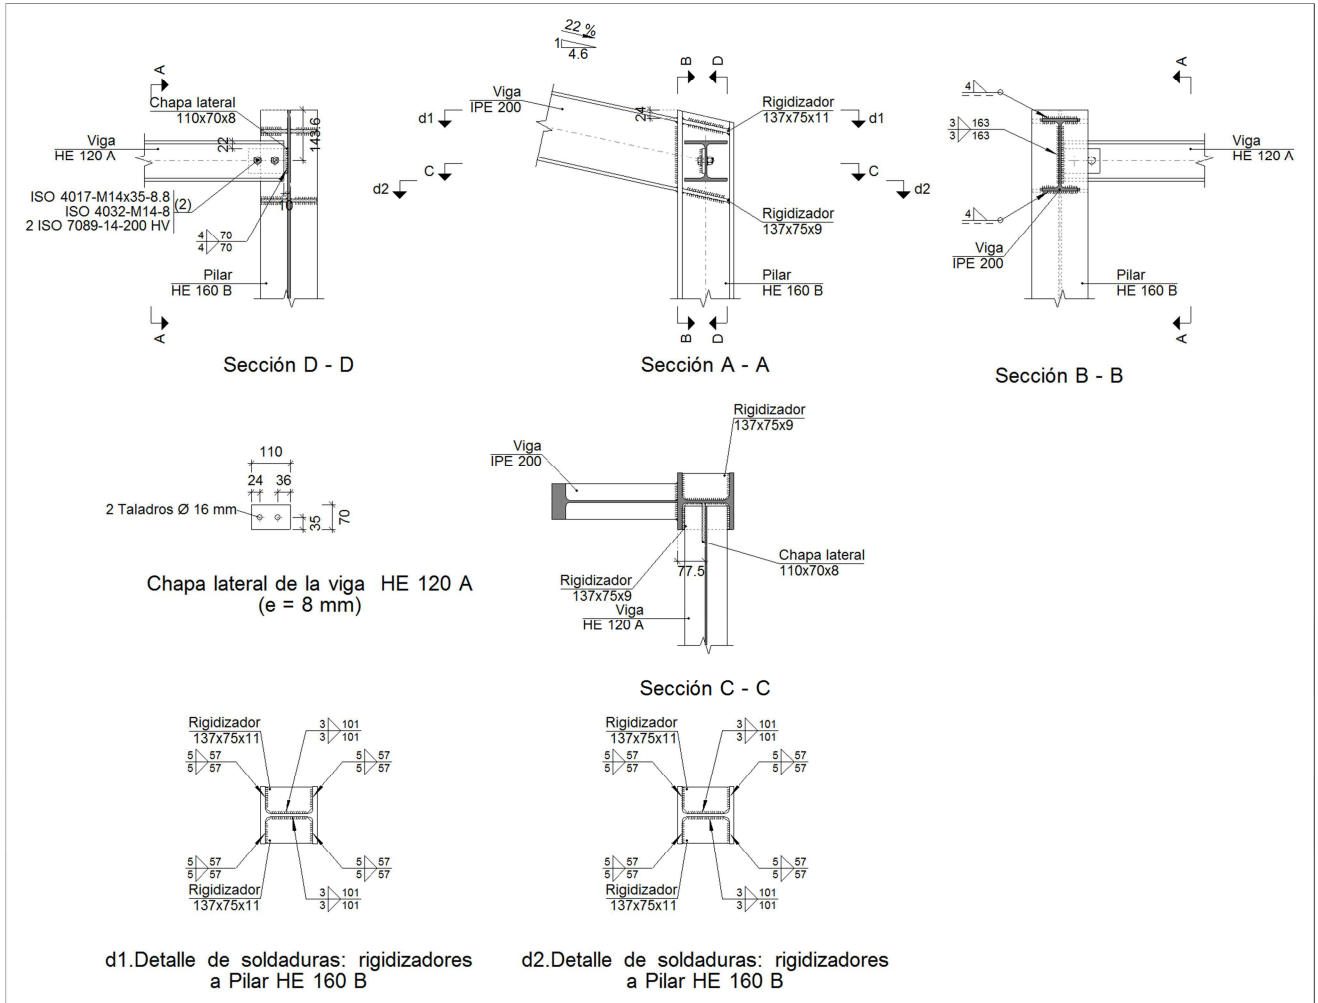 22 %
1
4.6
A
Chapa lateral
110x70x8
Viga
HE 120 A
22
143.6
10
ISO 4017-M14x35-8.8
ISO 4032-M14-8
2 ISO 7089-14-200 HV
(2)
4 70
4 70
Pilar
HE 160 B
A
Sección D - D
B D
Viga
IPE 200
24
Rigidizador
137x75x11
d1
d1
C
C
d2
d2
Rigidizador
137x75x9
Pilar
HE 160 B
B D
Sección A - A
A
4
3 163
3 163
Viga
HE 120 A
4
Viga
IPE 200
Pilar
HE 160 B
A
Sección B - B
110
24 36
2 Taladros Ø 16 mm
35
70
Chapa lateral de la viga HE 120 A
(e = 8 mm)
Rigidizador
137x75x9
Viga
IPE 200
77.5
Chapa lateral
110x70x8
Rigidizador
137x75x9
Viga
HE 120 A
Sección C - C
Rigidizador
137x75x11
3 101
3 101
5 57
5 57
5 57
5 57
5 57
5 57
5 57
5 57
Rigidizador
137x75x11
3 101
3 101
d1.Detalle de soldaduras: rigidizadores
a Pilar HE 160 B
Rigidizador
137x75x11
3 101
3 101
5 57
5 57
5 57
5 57
5 57
5 57
5 57
5 57
Rigidizador
137x75x11
3 101
3 101
d2.Detalle de soldaduras: rigidizadores
a Pilar HE 160 B